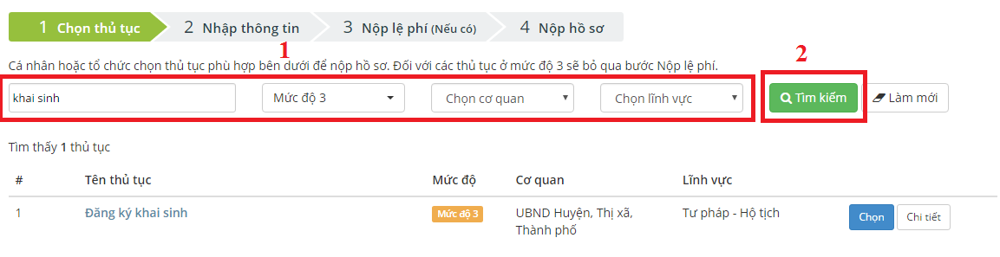 1 Chọn thủ tục 2 Nhập thông tin 3 Nộp lệ phí (Nếu có) 4 Nộp hồ sơ
1 2
Cá nhân hoặc tổ chức chọn thủ tục phù hợp bên dưới để nộp hồ sơ. Đối với các thủ tục ở mức độ 3 sẽ bỏ qua bước Nộp lệ phí.
khai sinh Mức độ 3 Chọn cơ quan Chọn lĩnh vực Tìm kiếm Làm mới
Tìm thấy 1 thủ tục
# Tên thủ tục Mức độ Cơ quan Lĩnh vực
1 Đăng ký khai sinh Mức độ 3 UBND Huyện, Thị xã, Tư pháp - Hộ tịch Chọn Chi tiết
Thành phố